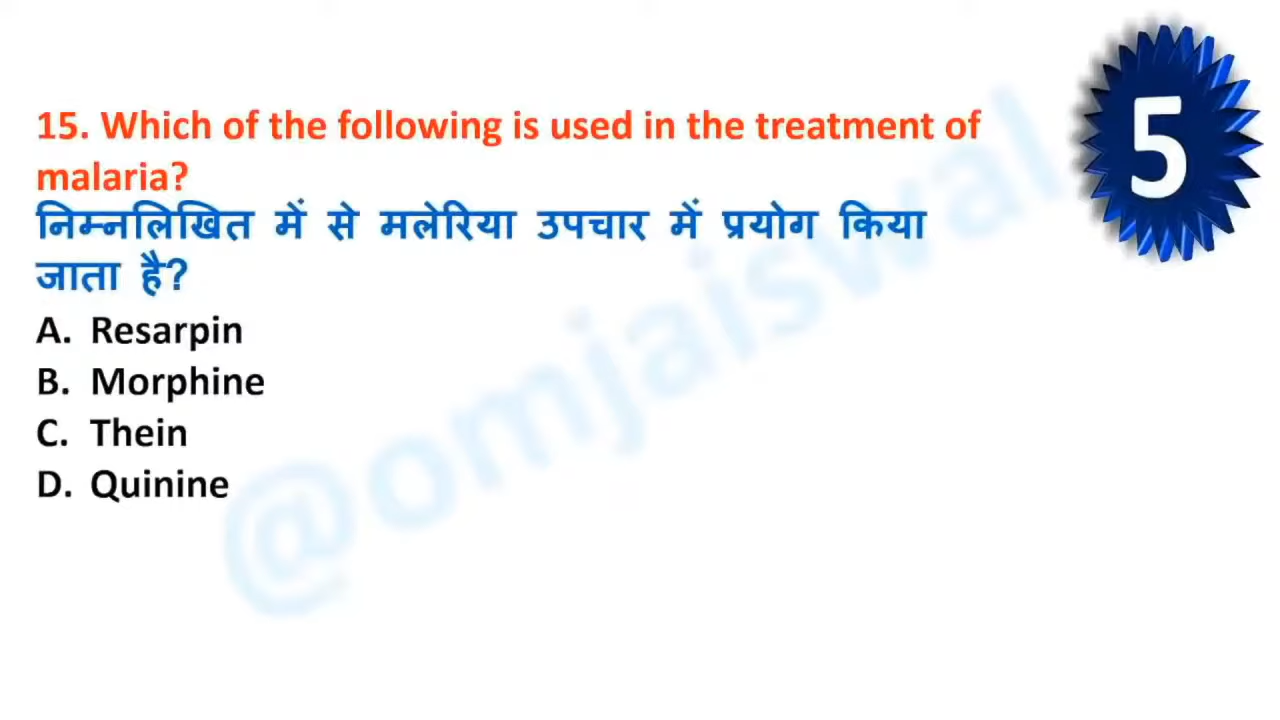 15. Which of the following is used in the treatment of
malaria?
निम्नलिखित में से मलेरिया उपचार में प्रयोग किया
जाता है?
A. Resarpin
B. Morphine
C. Thein
D. Quinine
5
@omjaiswal